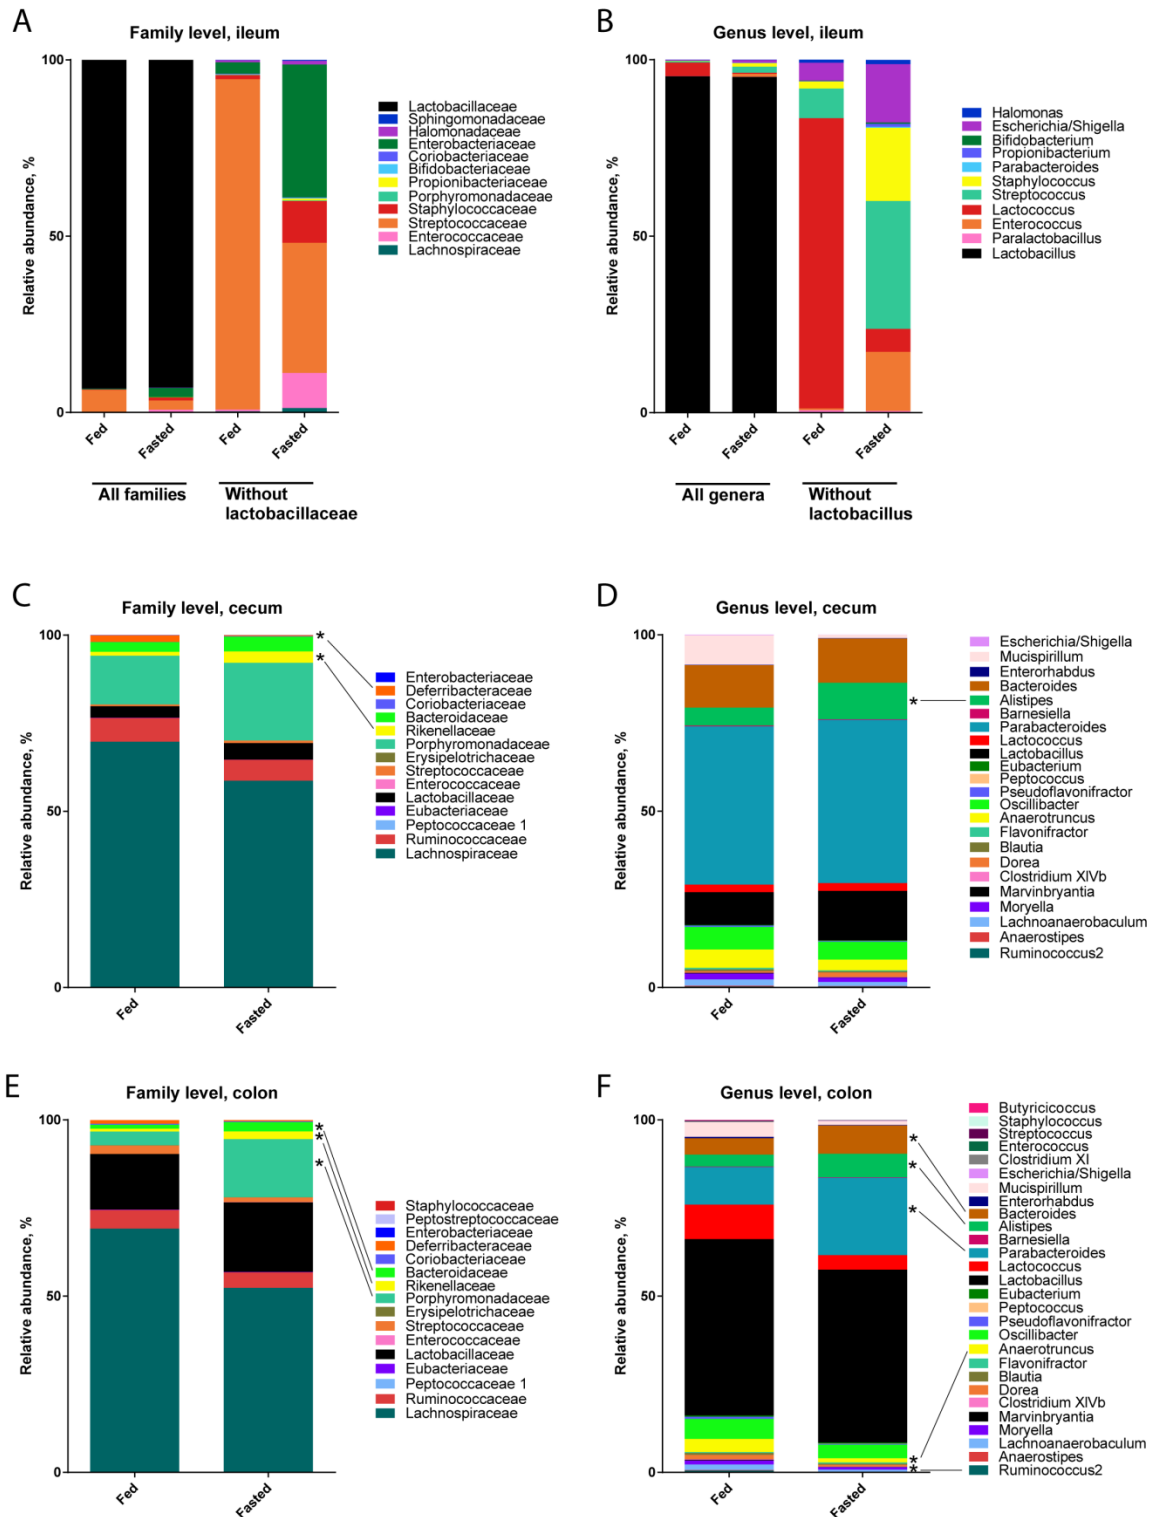 A
Family level, ileum
Relative abundance, %
100
50
0
Fed
Fasted
Fed
Fasted
All families
Without
lactobacillaceae
Lactobacillaceae
Sphingomonadaceae
Halomonadaceae
Enterobacteriaceae
Coriobacteriaceae
Bifidobacteriaceae
Propionibacteriaceae
Porphyromonadaceae
Staphylococcaceae
Streptococcaceae
Enterococcaceae
Lachnospiraceae
B
Genus level, ileum
Relative abundance, %
100
50
0
Fed
Fasted
Fed
Fasted
All genera
Without
lactobacillus
Halomonas
Escherichia/Shigella
Bifidobacterium
Propionibacterium
Parabacteroides
Staphylococcus
Streptococcus
Lactococcus
Enterococcus
Paralactobacillus
Lactobacillus
C
Family level, cecum
Relative abundance, %
100
50
0
Fed
Fasted
*
*
Enterobacteriaceae
Deferribacteraceae
Coriobacteriaceae
Bacteroidaceae
Rikenellaceae
Porphyromonadaceae
Erysipelotrichaceae
Streptococcaceae
Enterococcaceae
Lactobacillaceae
Eubacteriaceae
Peptococcaceae 1
Ruminococcaceae
Lachnospiraceae
D
Genus level, cecum
Relative abundance, %
100
50
0
Fed
Fasted
*
Escherichia/Shigella
Mucispirillum
Enterorhabdus
Bacteroides
Alistipes
Barnesiella
Parabacteroides
Lactococcus
Lactobacillus
Eubacterium
Peptococcus
Pseudoflavonifractor
Oscillibacter
Anaerotruncus
Flavonifractor
Blautia
Dorea
Clostridium XIVb
Marvinbryantia
Moryella
Lachnoanaerobaculum
Anaerostipes
Ruminococcus2
E
Family level, colon
Relative abundance, %
100
50
0
Fed
Fasted
*
*
*
Staphylococcaceae
Peptostreptococcaceae
Enterobacteriaceae
Deferribacteraceae
Coriobacteriaceae
Bacteroidaceae
Rikenellaceae
Porphyromonadaceae
Erysipelotrichaceae
Streptococcaceae
Enterococcaceae
Lactobacillaceae
Eubacteriaceae
Peptococcaceae 1
Ruminococcaceae
Lachnospiraceae
F
Genus level, colon
Relative abundance, %
100
50
0
Fed
Fasted
*
*
*
*
*
Butyricicoccus
Staphylococcus
Streptococcus
Enterococcus
Clostridium XI
Escherichia/Shigella
Mucispirillum
Enterorhabdus
Bacteroides
Alistipes
Barnesiella
Parabacteroides
Lactococcus
Lactobacillus
Eubacterium
Peptococcus
Pseudoflavonifractor
Oscillibacter
Anaerotruncus
Flavonifractor
Blautia
Dorea
Clostridium XIVb
Marvinbryantia
Moryella
Lachnoanaerobaculum
Anaerostipes
Ruminococcus2